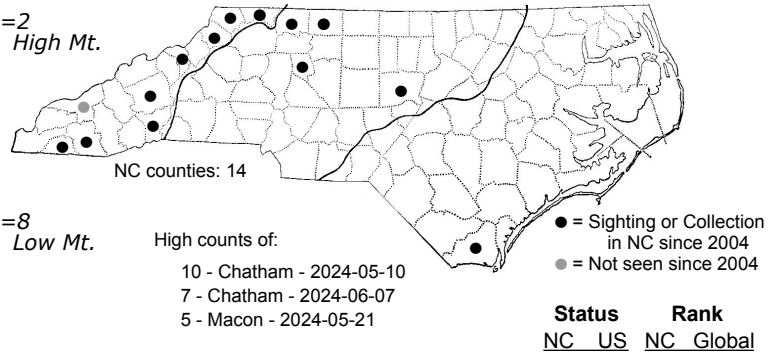 =2
High Mt.
NC counties: 14
=8
Low Mt.
High counts of:
10 - Chatham - 2024-05-10
7 - Chatham - 2024-06-07
5 - Macon - 2024-05-21
= Sighting or Collection
in NC since 2004
= Not seen since 2004
Status Rank
NC US NC Global